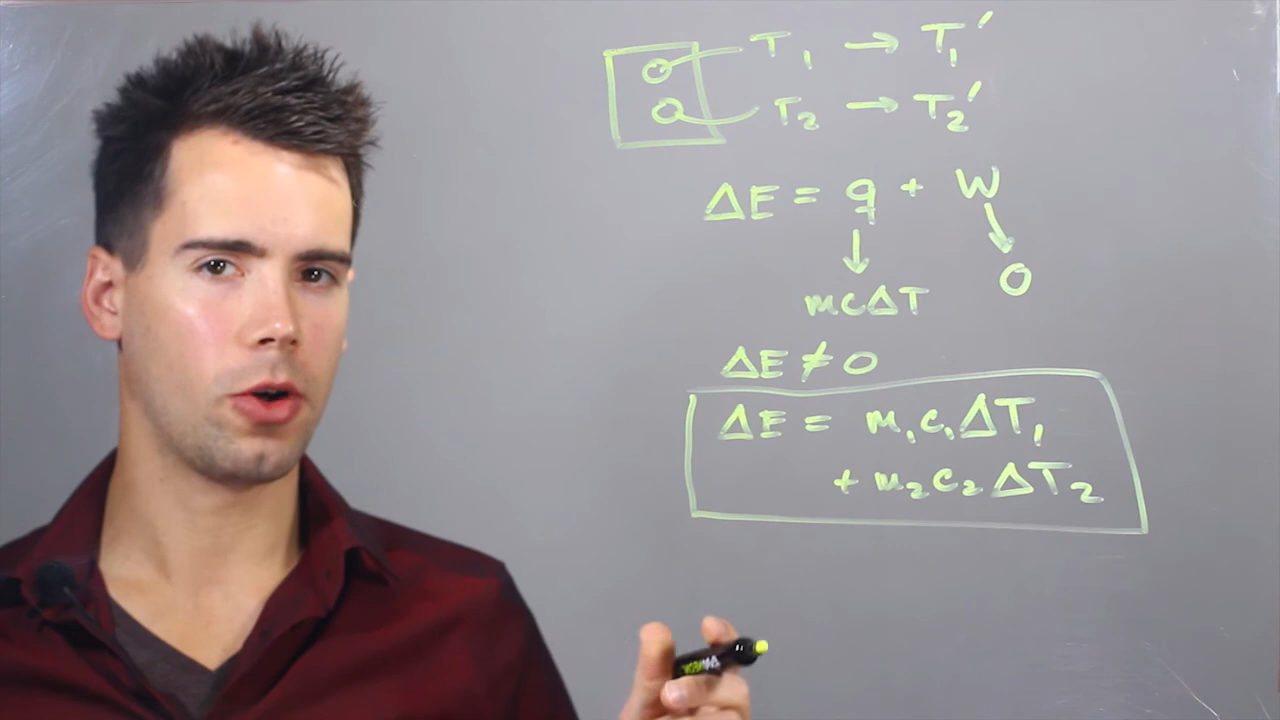 T₁ → T₁′
T₂ → T₂′
ΔE = q + W
↓ ↘
mcΔT 0
ΔE ≠ 0
ΔE = m₁c₁ΔT₁
+ m₂c₂ΔT₂